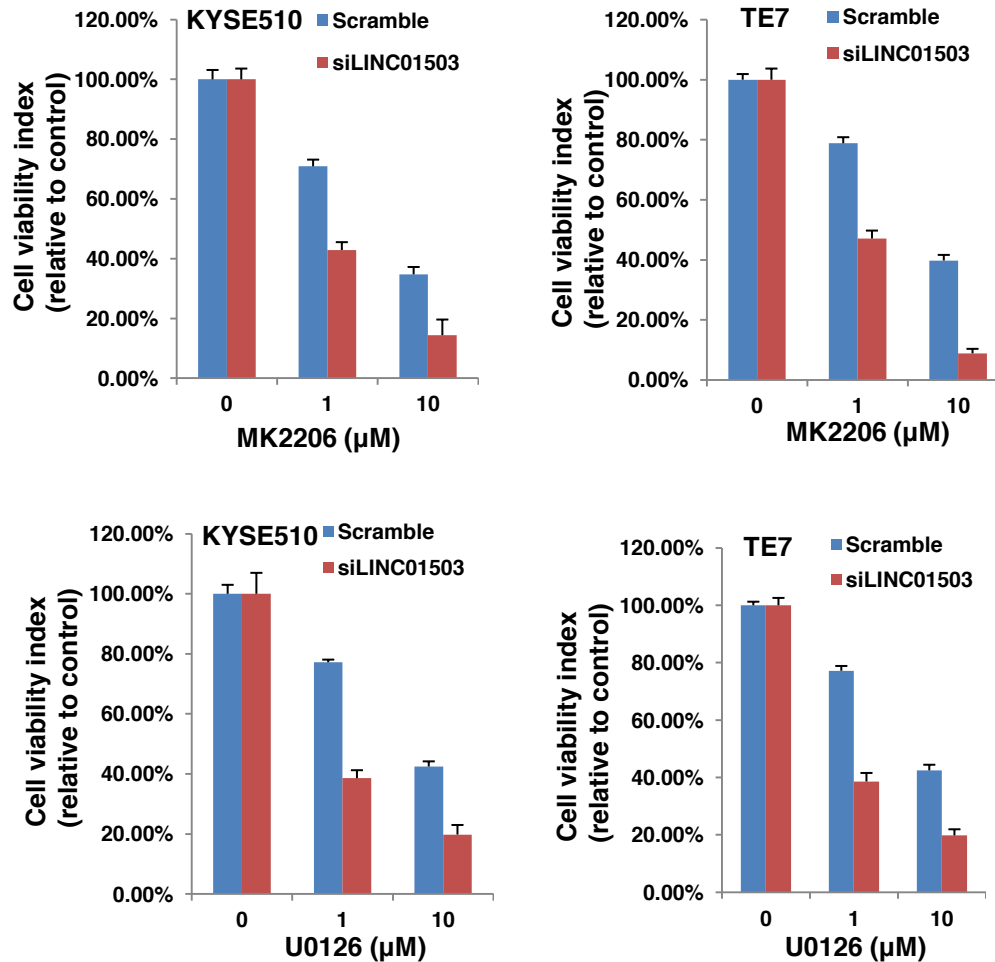 KYSE510
Scramble
siLINC01503
Cell viability index
(relative to control)
120.00%
100.00%
80.00%
60.00%
40.00%
20.00%
0.00%
0 1 10
MK2206 (µM)
TE7
Scramble
siLINC01503
Cell viability index
(relative to control)
120.00%
100.00%
80.00%
60.00%
40.00%
20.00%
0.00%
0 1 10
MK2206 (µM)
KYSE510
Scramble
siLINC01503
Cell viability index
(relative to control)
120.00%
100.00%
80.00%
60.00%
40.00%
20.00%
0.00%
0 1 10
U0126 (µM)
TE7
Scramble
siLINC01503
Cell viability index
(relative to control)
120.00%
100.00%
80.00%
60.00%
40.00%
20.00%
0.00%
0 1 10
U0126 (µM)